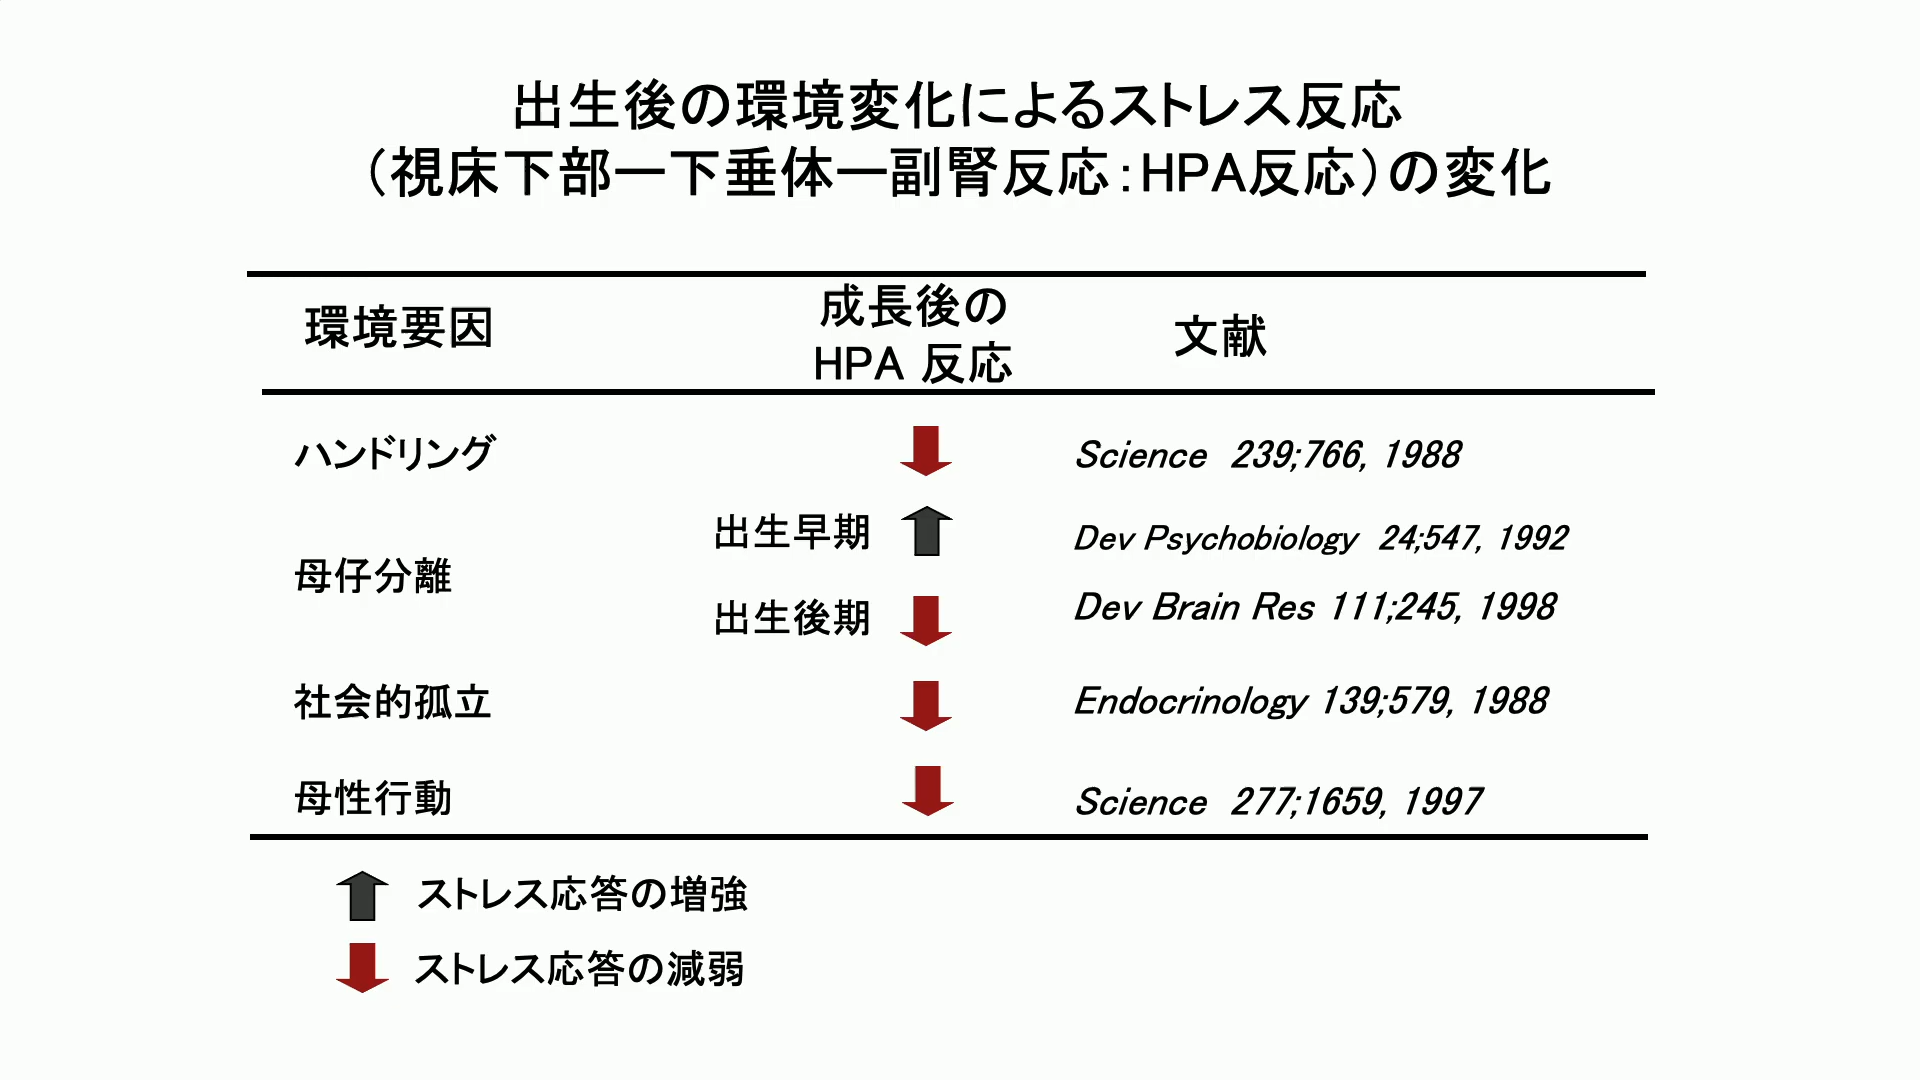 出生後の環境変化によるストレス反応
（視床下部ー下垂体ー副腎反応：HPA反応）の変化
環境要因
成長後の
HPA 反応
文献
ハンドリング
Science 239;766, 1988
母仔分離
出生早期
Dev Psychobiology 24;547, 1992
出生後期
Dev Brain Res 111;245, 1998
社会的孤立
Endocrinology 139;579, 1988
母性行動
Science 277;1659, 1997
ストレス応答の増強
ストレス応答の減弱